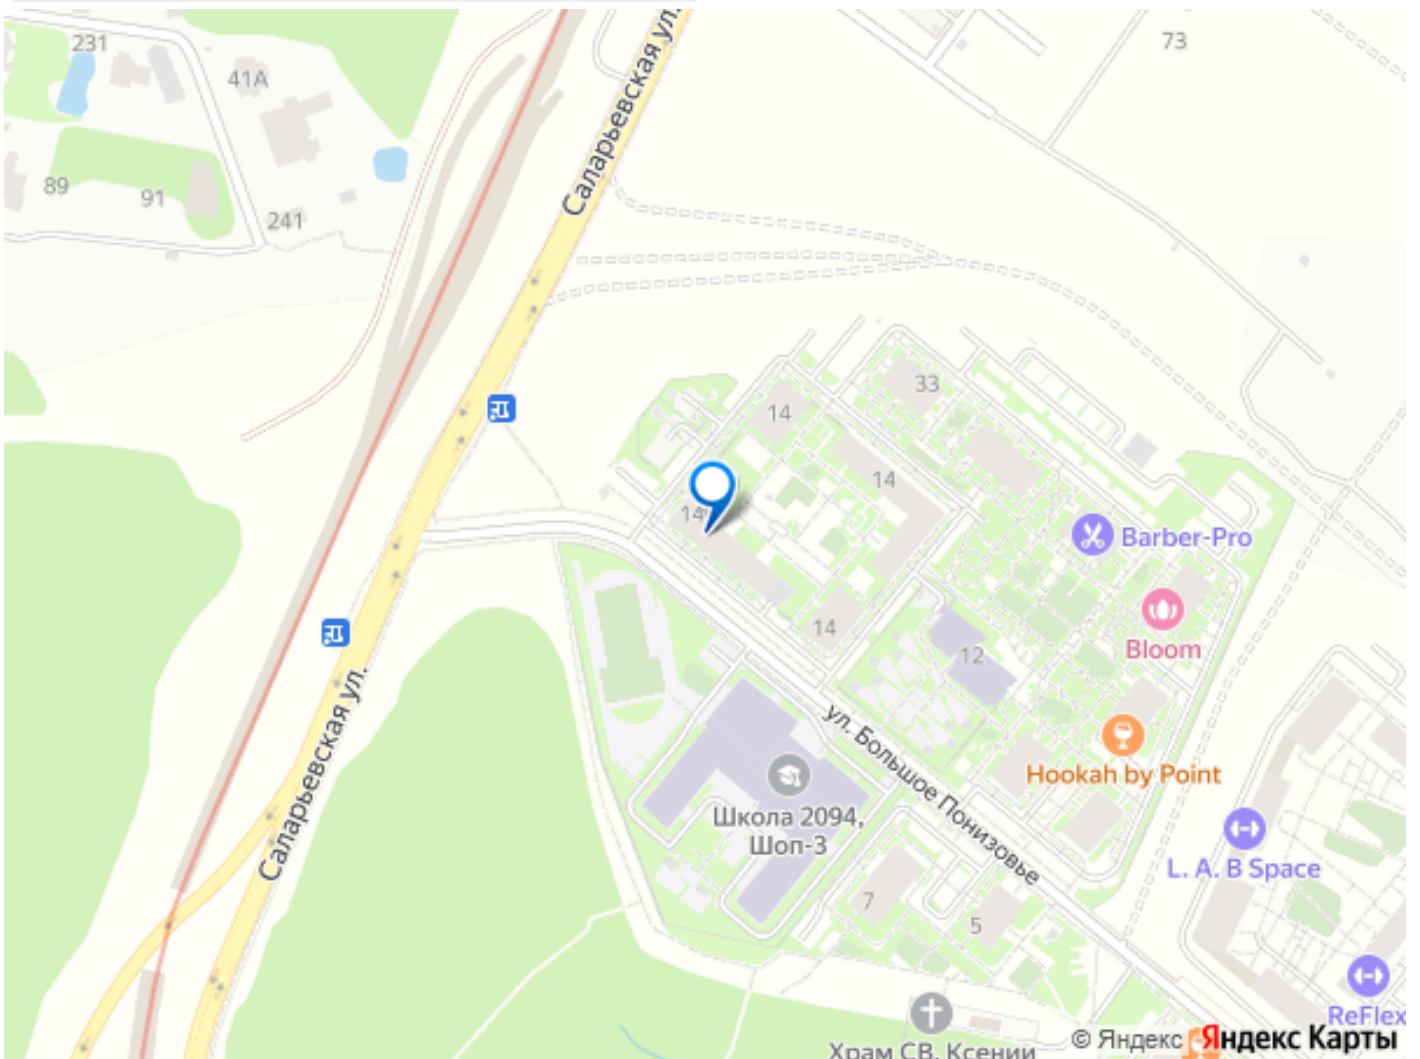 231
41А
73
Саларьевская ул.
89
91
241
33
14
14
14
Barber-Pro
Bloom
14
12
ул. Большое Понизовье
Hookah by Point
Саларьевская ул.
Школа 2094,
Шоп-3
L. A. B Space
7
5
ReFlex
Храм СВ. Ксении
© Яндекс Яндекс Карты